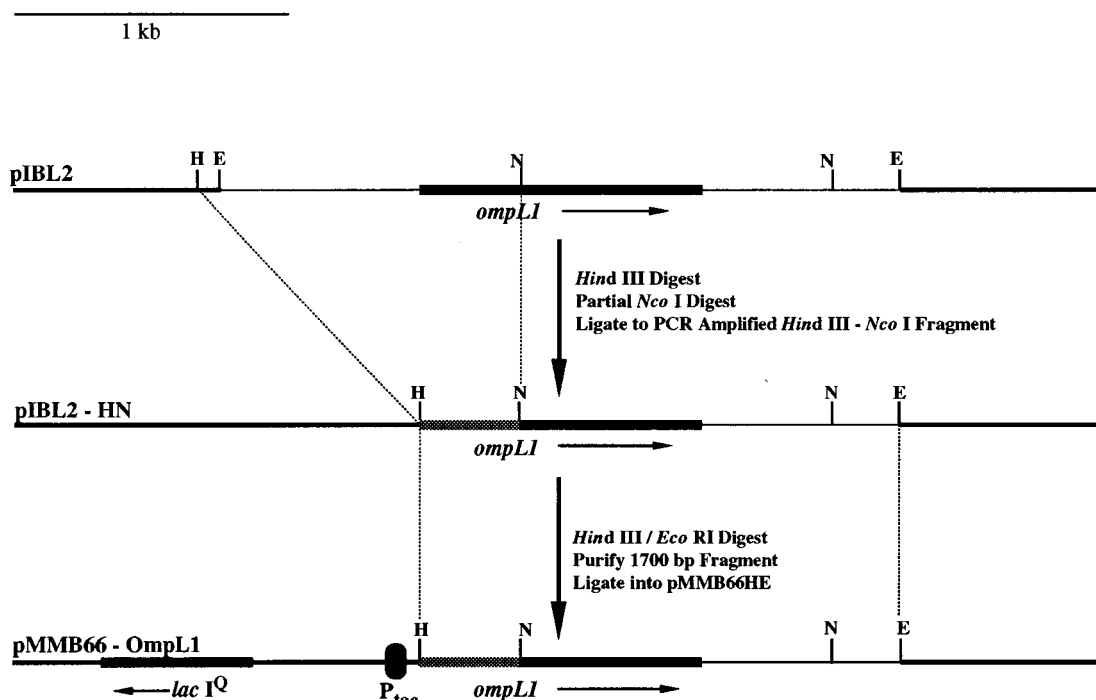 1 kb
H E N N E
pIBL2
ompL1
Hind III Digest
Partial Nco I Digest
Ligate to PCR Amplified Hind III - Nco I Fragment
H N N E
pIBL2 - HN
ompL1
Hind III / Eco RI Digest
Purify 1700 bp Fragment
Ligate into pMMB66HE
H N N E
pMMB66 - OmpL1
lac I^Q P_tac ompL1